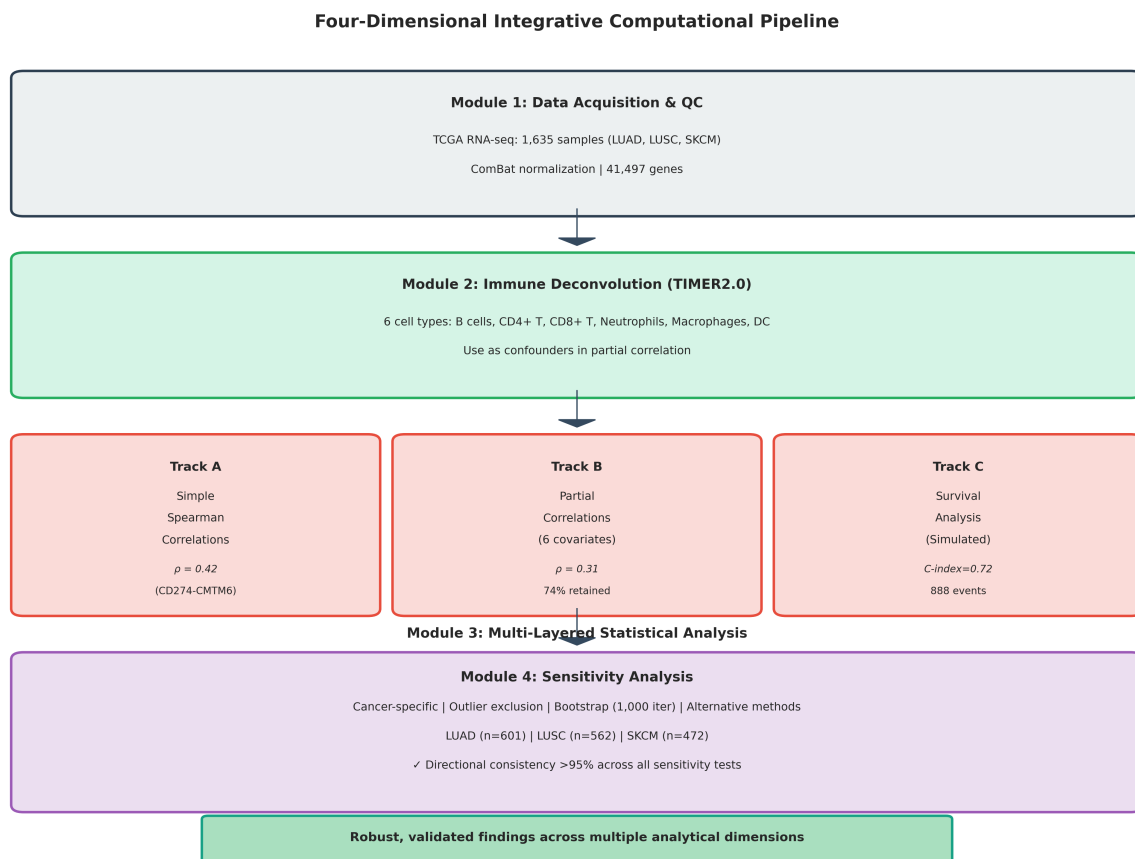 Four-Dimensional Integrative Computational Pipeline
Module 1: Data Acquisition & QC
TCGA RNA-seq: 1,635 samples (LUAD, LUSC, SKCM)
ComBat normalization | 41,497 genes
Module 2: Immune Deconvolution (TIMER2.0)
6 cell types: B cells, CD4+ T, CD8+ T, Neutrophils, Macrophages, DC
Use as confounders in partial correlation
Track A
Simple
Spearman
Correlations
ρ = 0.42
(CD274-CMTM6)
Track B
Partial
Correlations
(6 covariates)
ρ = 0.31
74% retained
Track C
Survival
Analysis
(Simulated)
C-index=0.72
888 events
Module 3: Multi-Layered Statistical Analysis
Module 4: Sensitivity Analysis
Cancer-specific | Outlier exclusion | Bootstrap (1,000 iter) | Alternative methods
LUAD (n=601) | LUSC (n=562) | SKCM (n=472)
✓ Directional consistency >95% across all sensitivity tests
Robust, validated findings across multiple analytical dimensions